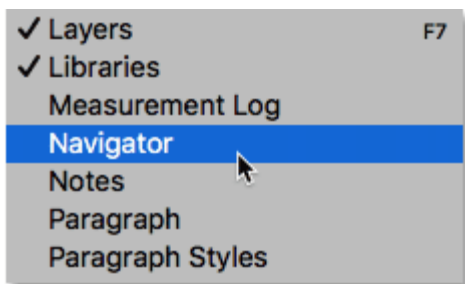 ✓ Layers F7
✓ Libraries
Measurement Log
Navigator
Notes
Paragraph
Paragraph Styles